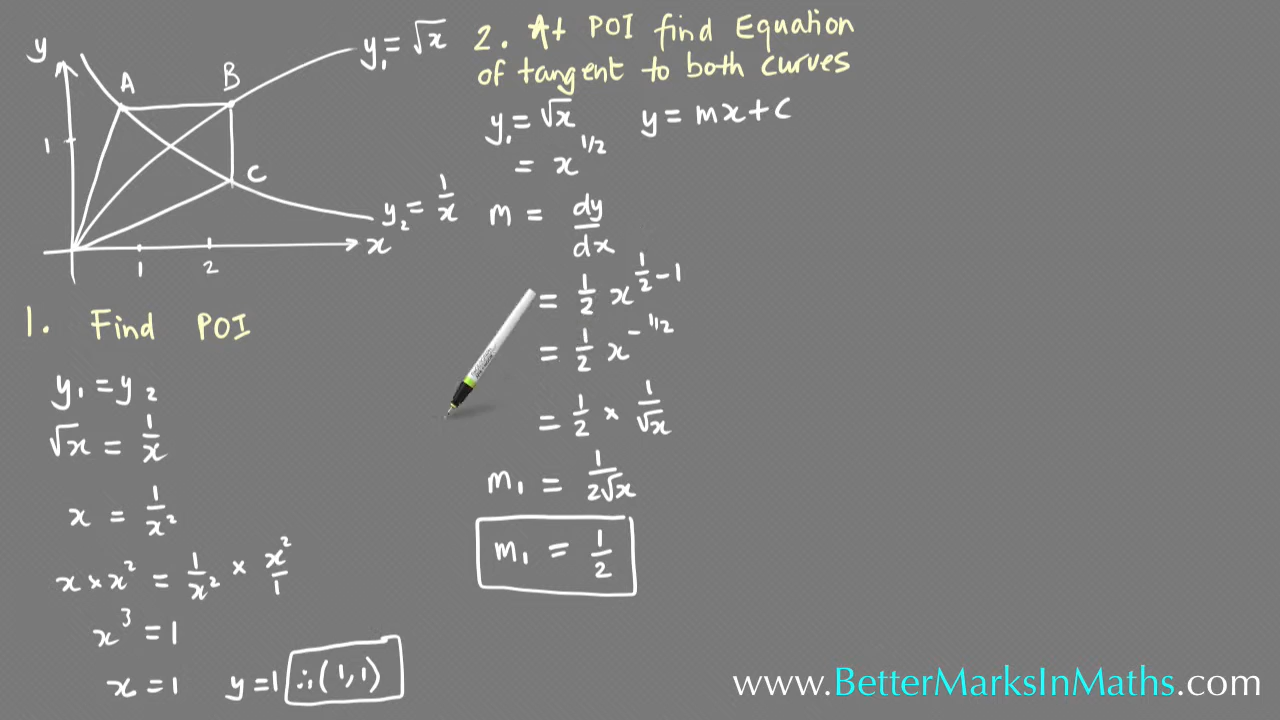 y
A
B
y₁ = √x
1
C
y₂ = 1/x
x
1
2
1. Find POI
y₁ = y₂
√x = 1/x
x = 1/x²
x × x² = 1/x² × x²/1
x³ = 1
x = 1 y = 1 ∴ (1,1)
2. At POI find Equation
of tangent to both curves
y₁ = √x y = mx + c
= x^1/2
m = dy/dx
= 1/2 x^1/2 - 1
= 1/2 x^-1/2
= 1/2 × 1/√x
m₁ = 1/2√x
m₁ = 1/2
www.BetterMarksInMaths.com